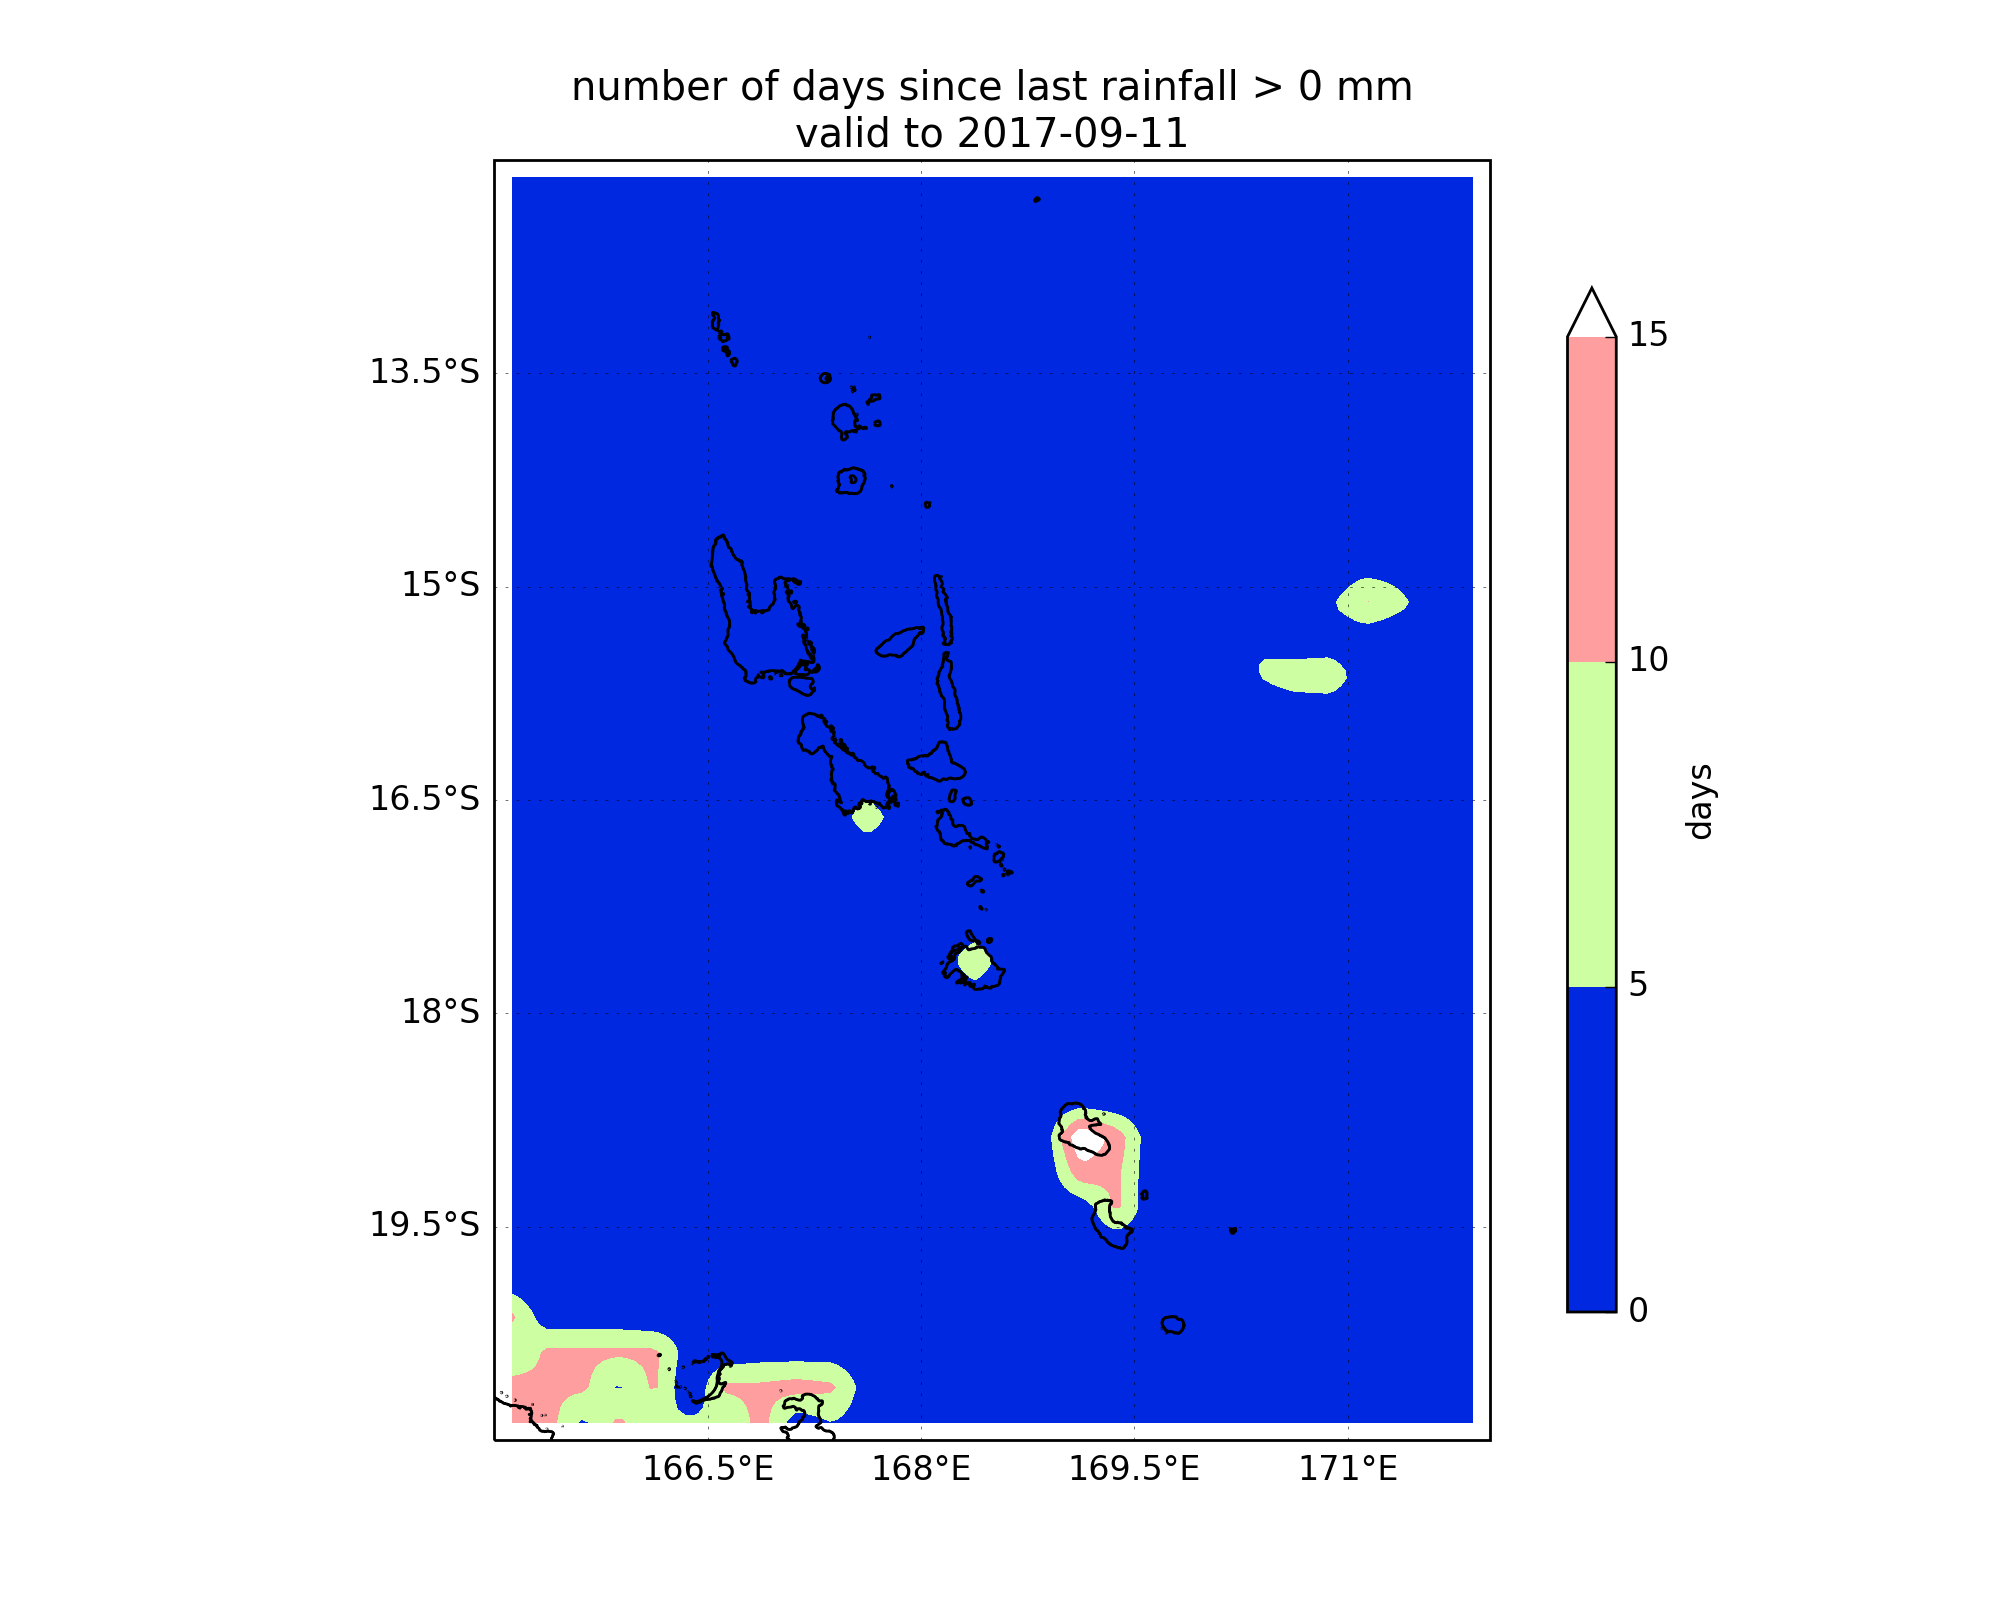 number of days since last rainfall > 0 mm
valid to 2017-09-11
13.5°S
15°S
16.5°S
18°S
19.5°S
166.5°E
168°E
169.5°E
171°E
15
10
5
0
days